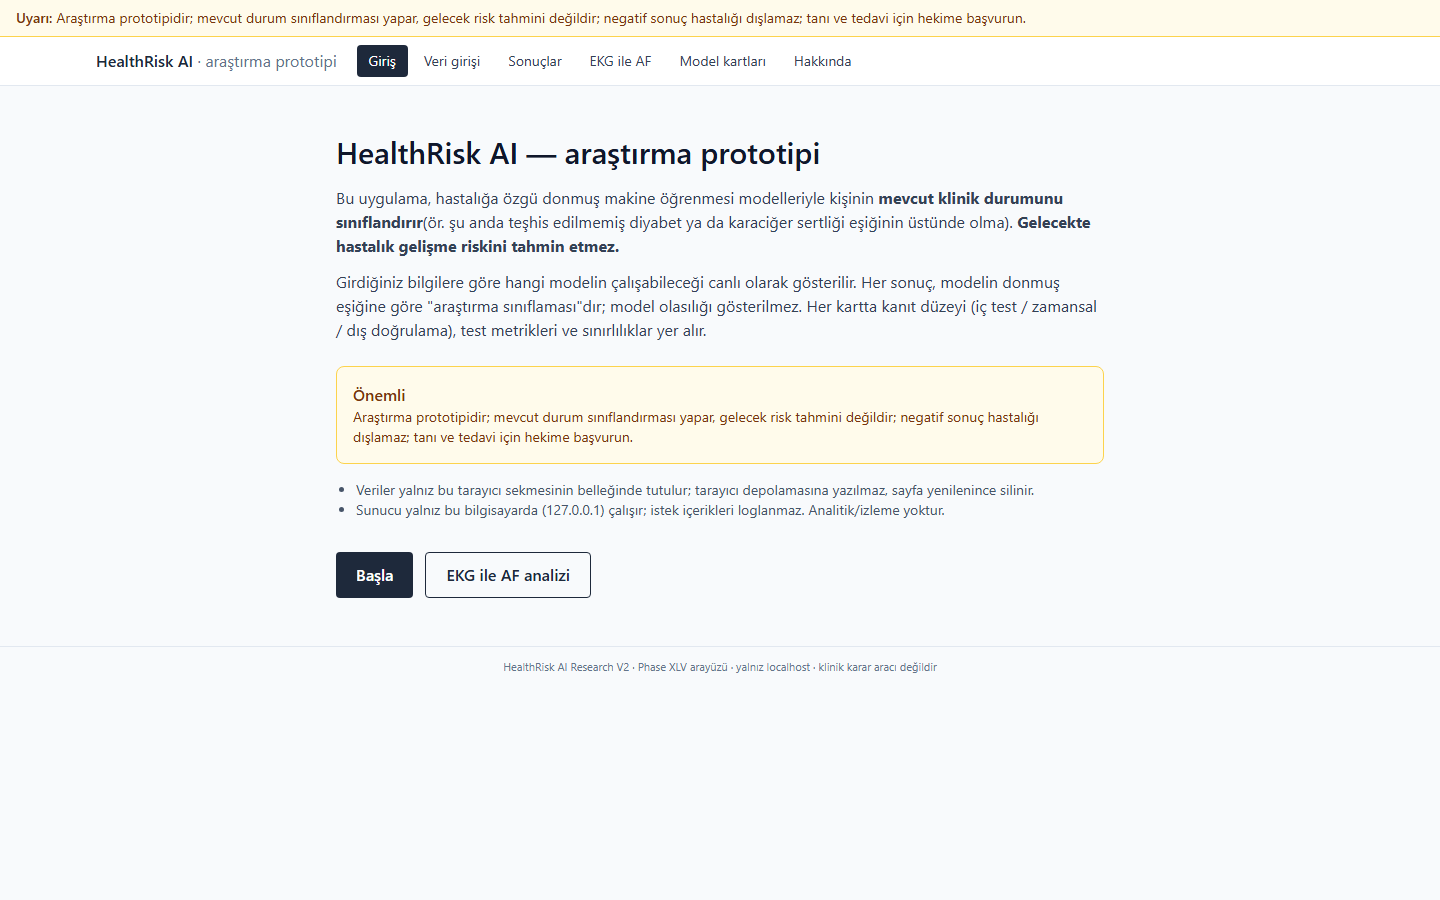 Uyarı: Araştırma prototipidir; mevcut durum sınıflandırması yapar, gelecek risk tahmini değildir; negatif sonuç hastalığı dışlamaz; tanı ve tedavi için hekime başvurun.
HealthRisk AI · araştırma prototipi Giriş Veri girişi Sonuçlar EKG ile AF Model kartları Hakkında
HealthRisk AI — araştırma prototipi
Bu uygulama, hastalığa özgü donmuş makine öğrenmesi modelleriyle kişinin mevcut klinik durumunu
sınıflandırır(ör. şu anda teşhis edilmemiş diyabet ya da karaciğer sertliği eşiğinin üstünde olma). Gelecekte
hastalık gelişme riskini tahmin etmez.
Girdiğiniz bilgilere göre hangi modelin çalışabileceği canlı olarak gösterilir. Her sonuç, modelin donmuş
eşiğine göre "araştırma sınıflaması"dır; model olasılığı gösterilmez. Her kartta kanıt düzeyi (iç test / zamansal
/ dış doğrulama), test metrikleri ve sınırlılıklar yer alır.
Önemli
Araştırma prototipidir; mevcut durum sınıflandırması yapar, gelecek risk tahmini değildir; negatif sonuç hastalığı
dışlamaz; tanı ve tedavi için hekime başvurun.
• Veriler yalnız bu tarayıcı sekmesinin belleğinde tutulur; tarayıcı depolamasına yazılmaz, sayfa yenilenince silinir.
• Sunucu yalnız bu bilgisayarda (127.0.0.1) çalışır; istek içerikleri loglanmaz. Analitik/izleme yoktur.
Başla EKG ile AF analizi
HealthRisk AI Research V2 · Phase XLV arayüzü · yalnız localhost · klinik karar aracı değildir